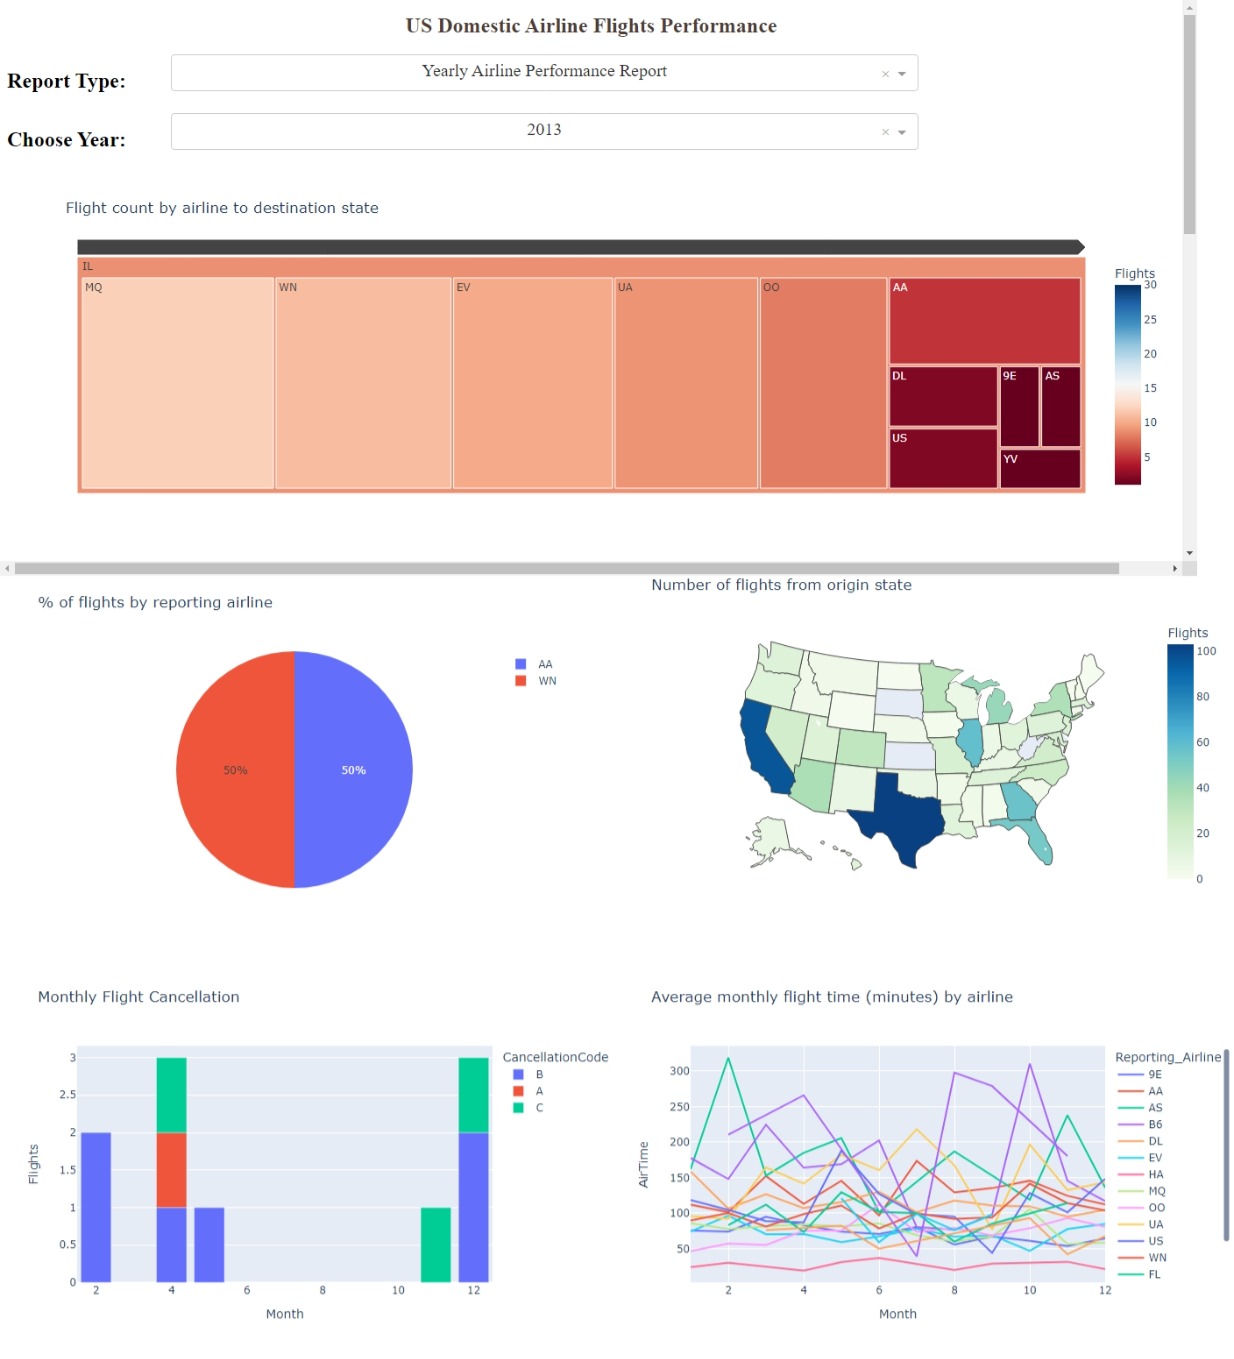 US Domestic Airline Flights Performance
Report Type:
Yearly Airline Performance Report
Choose Year:
2013
Flight count by airline to destination state
IL
MQ
WN
EV
UA
OO
AA
DL
9E
AS
US
YV
Flights
30
25
20
15
10
5
% of flights by reporting airline
AA
WN
50%
50%
Number of flights from origin state
Flights
100
80
60
40
20
0
Monthly Flight Cancellation
3
2.5
2
1.5
1
0.5
0
Flights
2
4
6
8
10
12
Month
CancellationCode
B
A
C
Average monthly flight time (minutes) by airline
300
250
200
150
100
50
AirTime
2
4
6
8
10
12
Month
Reporting_Airline
9E
AA
AS
B6
DL
EV
HA
MQ
OO
UA
US
WN
FL